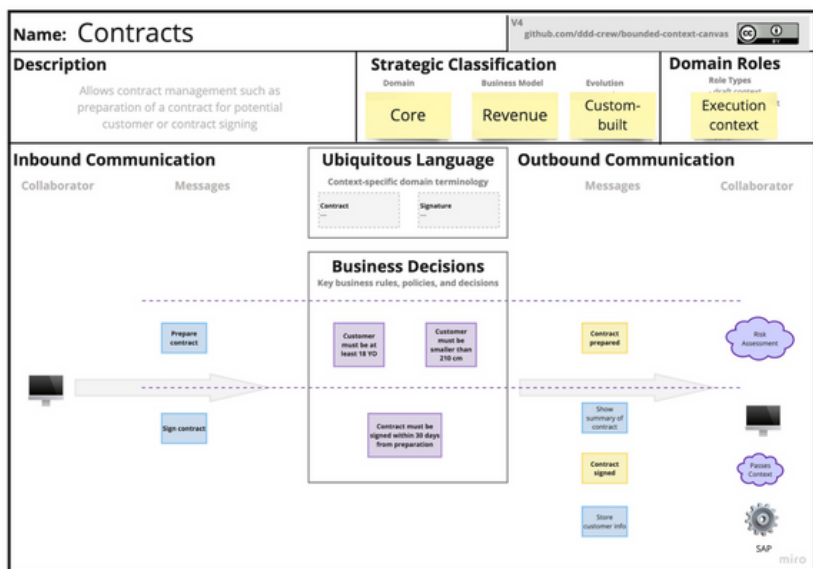 Name: Contracts
V4
github.com/ddd-crew/bounded-context-canvas
cc
BY
Description
Allows contract management such as
preparation of a contract for potential
customer or contract signing
Strategic Classification
Domain
Business Model
Evolution
Core
Revenue
Custom-
built
Domain Roles
Role Types
- draft context
Execution
context
Inbound Communication
Collaborator
Messages
Ubiquitous Language
Context-specific domain terminology
Contract
Signature
Outbound Communication
Messages
Collaborator
Business Decisions
Key business rules, policies, and decisions
Prepare
contract
Customer
must be at
least 18 YO
Customer
must be
smaller than
210 cm
Contract
prepared
Risk
Assessment
Sign contract
Contract must be
signed within 30 days
from preparation
Show
summary of
contract
Contract
signed
Passes
Context
Store
customer info
SAP
miro